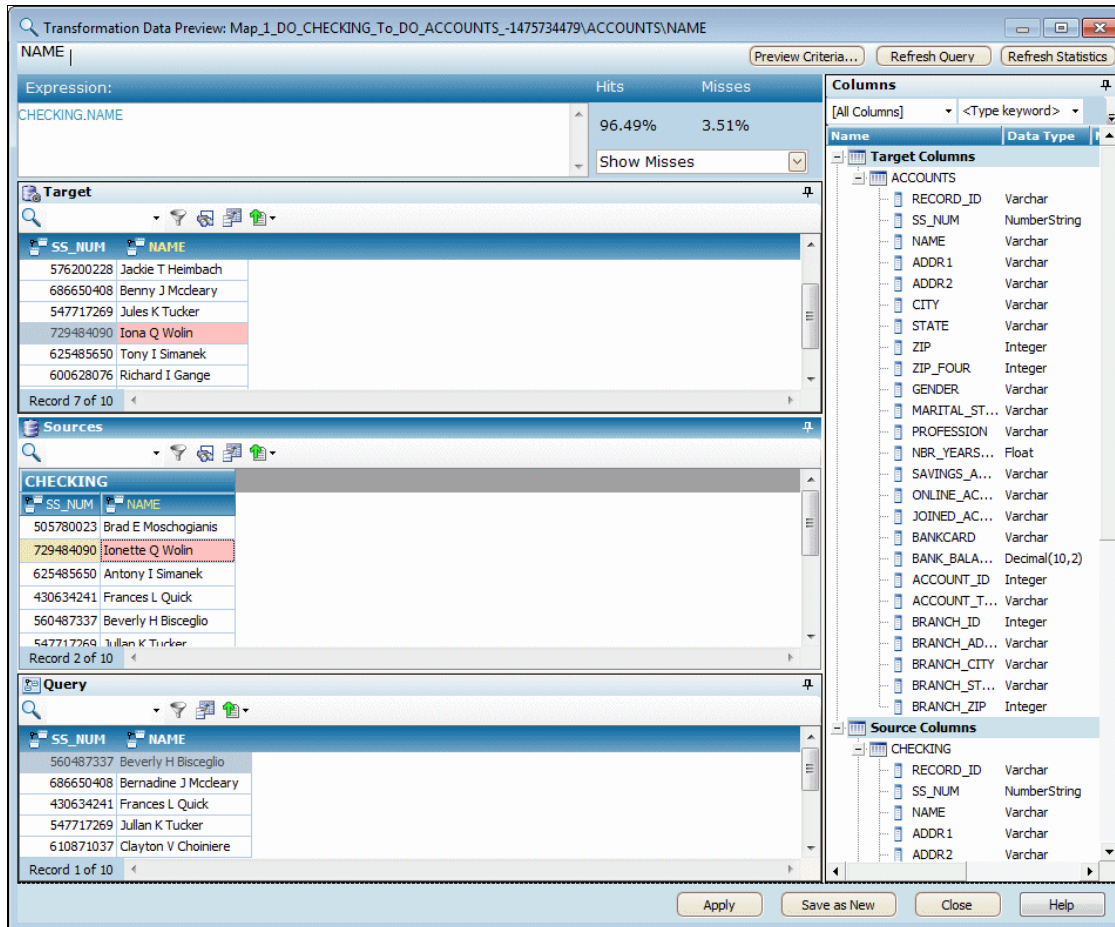 Transformation Data Preview: Map_1_DO_CHECKING_To_DO_ACCOUNTS_-1475734479\ACCOUNTS\NAME
NAME
Preview Criteria... Refresh Query Refresh Statistics
Expression: Hits Misses
CHECKING.NAME
96.49% 3.51%
Show Misses
Target
SS_NUM NAME
576200228 Jackie T Heimbach
686650408 Benny J Mccleary
547717269 Jules K Tucker
729484090 Iona Q Wolin
625485650 Tony I Simanek
600628076 Richard I Gange
Record 7 of 10
Sources
CHECKING
SS_NUM NAME
505780023 Brad E Moschogianis
729484090 Ionette Q Wolin
625485650 Antony I Simanek
430634241 Frances L Quick
560487337 Beverly H Bisceglio
547717269 Jullan K Tucker
Record 2 of 10
Query
SS_NUM NAME
560487337 Beverly H Bisceglio
686650408 Bernadine J Mccleary
430634241 Frances L Quick
547717269 Jullan K Tucker
610871037 Clayton V Choiniere
Record 1 of 10
Columns
[All Columns] <Type keyword>
Name Data Type
Target Columns
ACCOUNTS
RECORD_ID Varchar
SS_NUM NumberString
NAME Varchar
ADDR1 Varchar
ADDR2 Varchar
CITY Varchar
STATE Varchar
ZIP Integer
ZIP_FOUR Integer
GENDER Varchar
MARITAL_ST... Varchar
PROFESSION Varchar
NBR_YEARS... Float
SAVINGS_A... Varchar
ONLINE_AC... Varchar
JOINED_AC... Varchar
BANKCARD Varchar
BANK_BALA... Decimal(10,2)
ACCOUNT_ID Integer
ACCOUNT_T... Varchar
BRANCH_ID Integer
BRANCH_AD... Varchar
BRANCH_CITY Varchar
BRANCH_ST... Varchar
BRANCH_ZIP Integer
Source Columns
CHECKING
RECORD_ID Varchar
SS_NUM NumberString
NAME Varchar
ADDR1 Varchar
ADDR2 Varchar
Apply Save as New Close Help